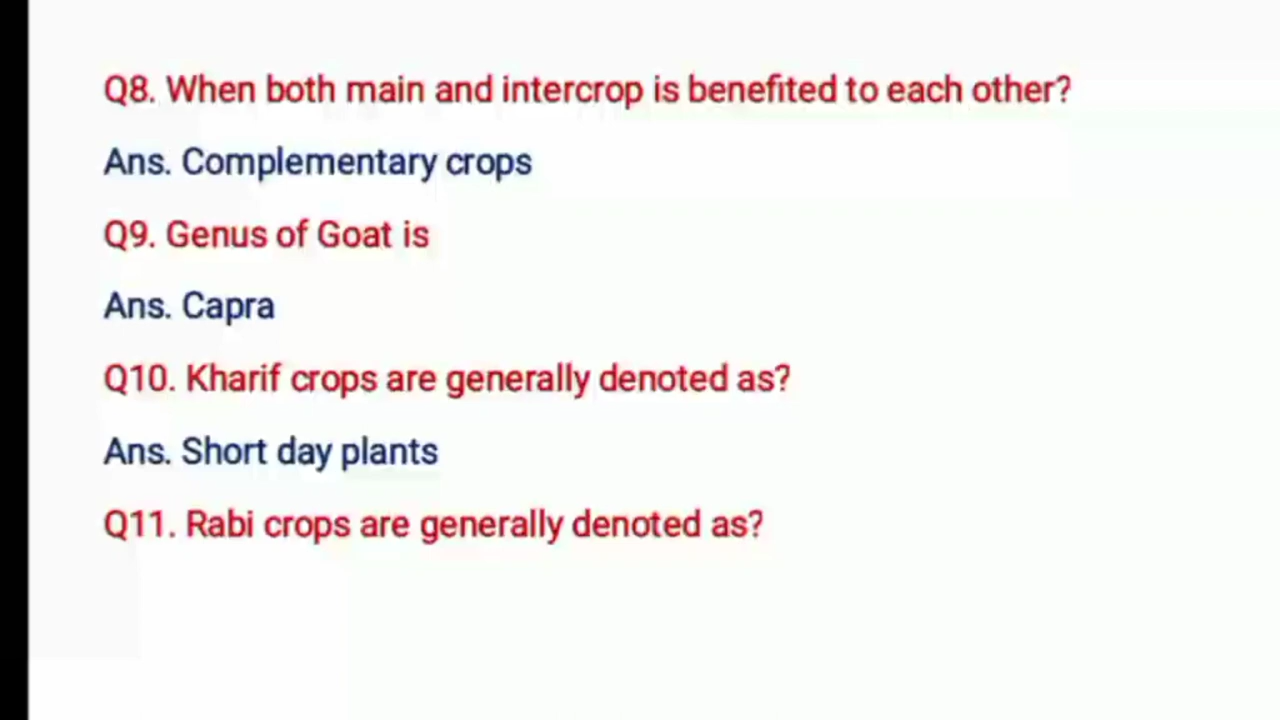 Q8. When both main and intercrop is benefited to each other?
Ans. Complementary crops
Q9. Genus of Goat is
Ans. Capra
Q10. Kharif crops are generally denoted as?
Ans. Short day plants
Q11. Rabi crops are generally denoted as?